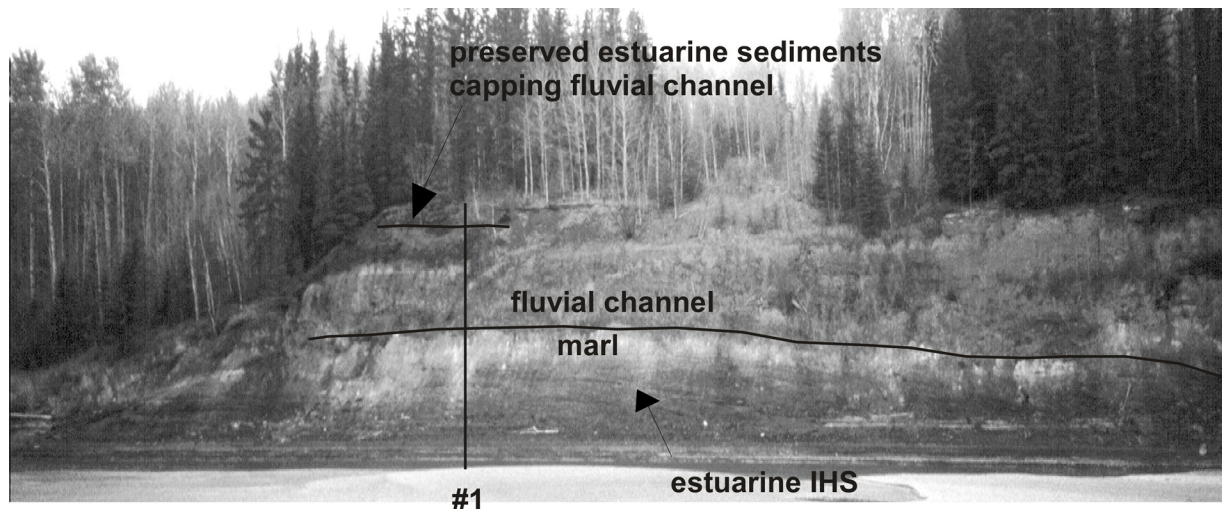 preserved estuarine sediments
capping fluvial channel
fluvial channel
marl
estuarine IHS
#1